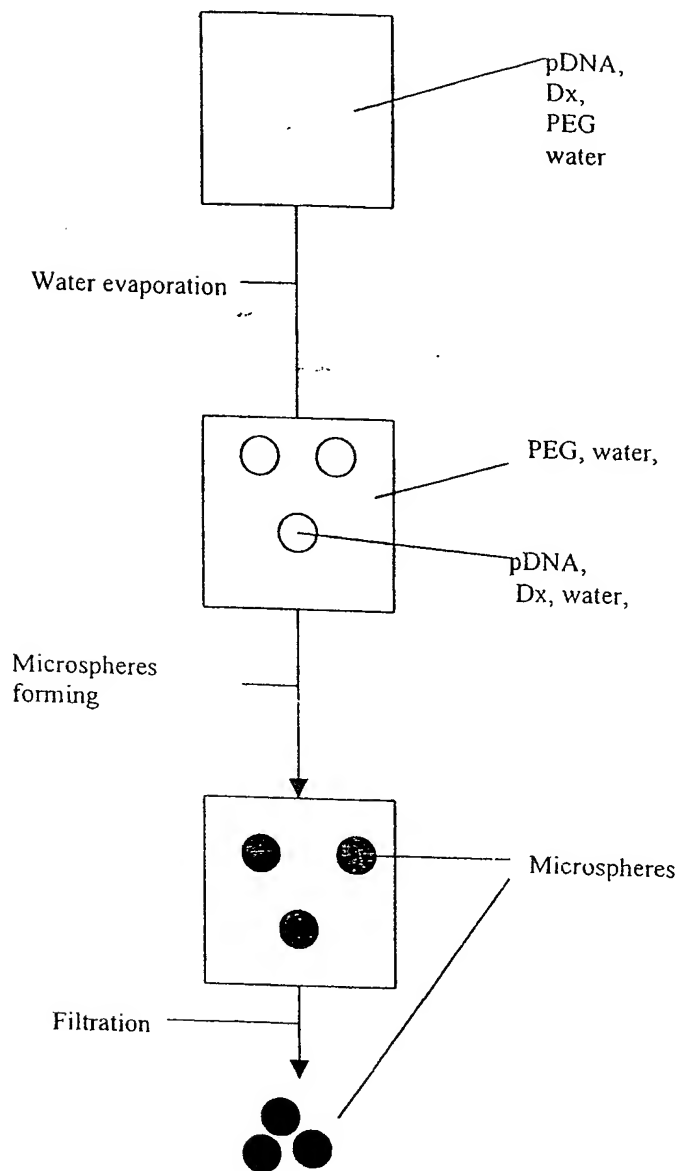 pDNA,
Dx,
PEG
water
Water evaporation
PEG, water,
pDNA,
Dx, water,
Microspheres
forming
Microspheres
Filtration